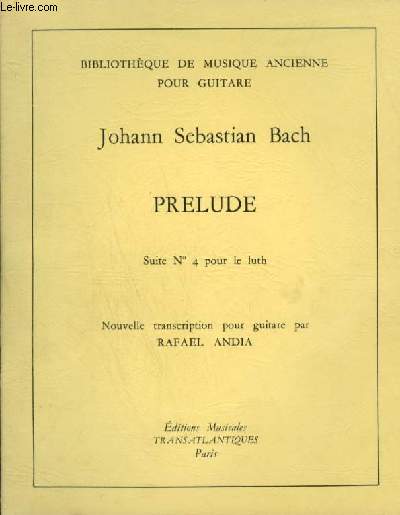 www.le-livre.com
BIBLIOTHÈQUE DE MUSIQUE ANCIENNE
POUR GUITARE
Johann Sebastian Bach
PRELUDE
Suite N° 4 pour le luth
Nouvelle transcription pour guitare par
RAFAEL ANDIA
Éditions Musicales
TRANSATLANTIQUES
Paris